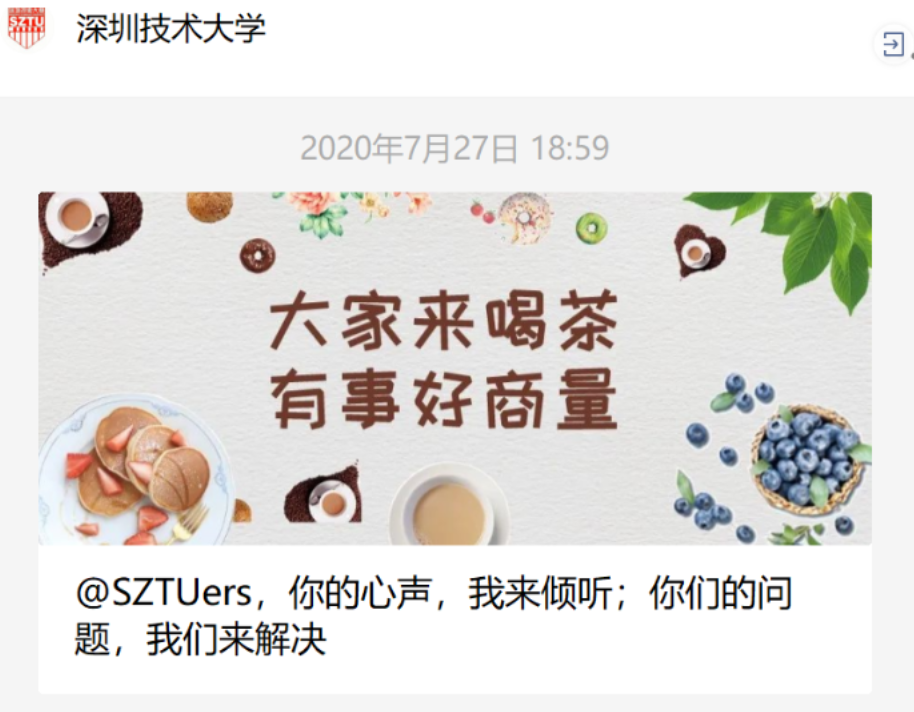 SZTU
深圳技术大学
2020年7月27日 18:59
大家来喝茶
有事好商量
@SZTUers，你的心声，我来倾听；你们的问
题，我们来解决